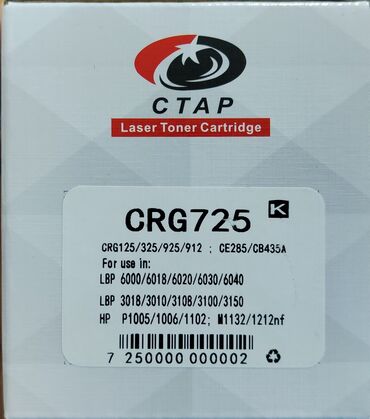 CTAP
Laser Toner Cartridge
CRG725 K
CRG125/325/925/912 ; CE285/CB435A
For use in:
LBP 6000/6018/6020/6030/6040
LBP 3018/3010/3108/3100/3150
HP P1005/1006/1102; M1132/1212nf
7 250000 000002